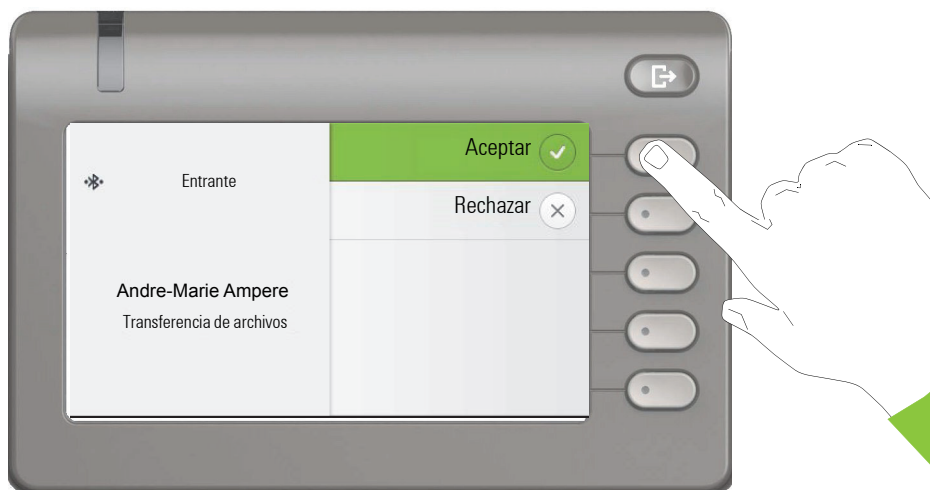 Entrante
Andre-Marie Ampere
Transferencia de archivos
Aceptar
Rechazar